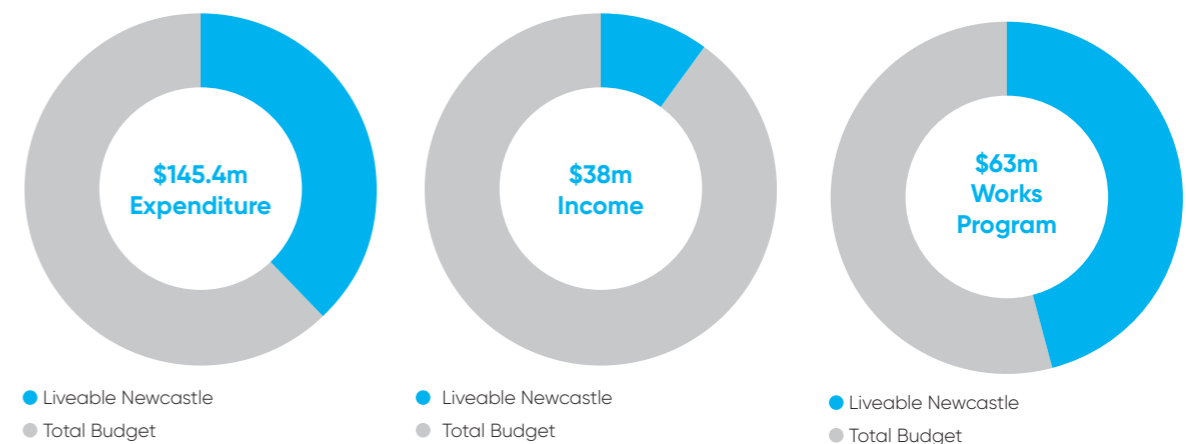 $145.4m
Expenditure
Liveable Newcastle
Total Budget
$38m
Income
Liveable Newcastle
Total Budget
$63m
Works
Program
Liveable Newcastle
Total Budget